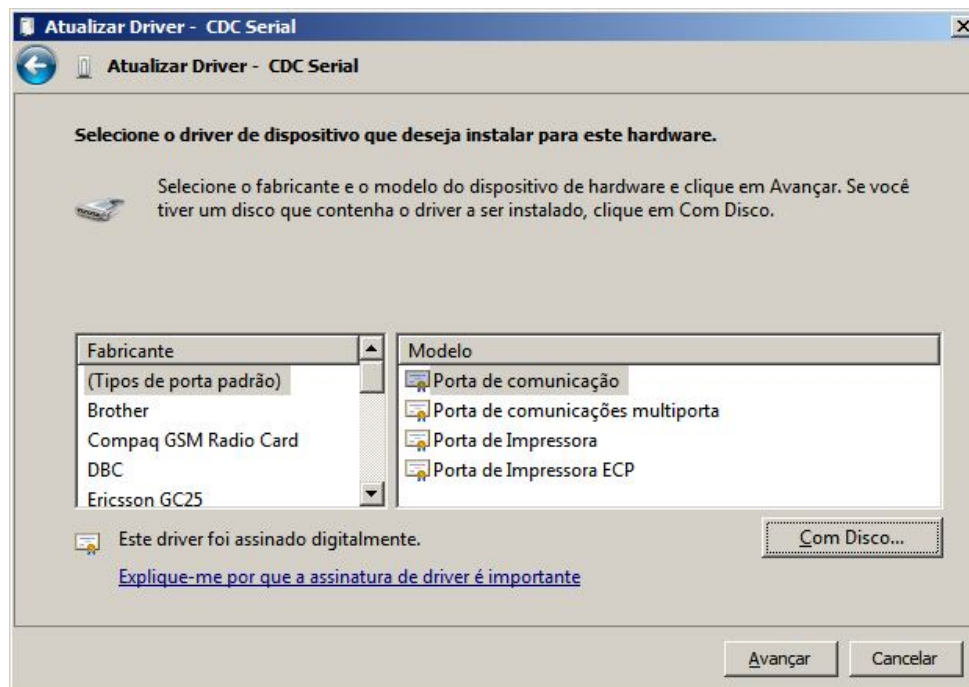 Atualizar Driver - CDC Serial
Atualizar Driver - CDC Serial
Selecione o driver de dispositivo que deseja instalar para este hardware.
Selecione o fabricante e o modelo do dispositivo de hardware e clique em Avançar. Se você
tiver um disco que contenha o driver a ser instalado, clique em Com Disco.
Fabricante
(Tipos de porta padrão)
Brother
Compaq GSM Radio Card
DBC
Ericsson GC25
Modelo
Porta de comunicação
Porta de comunicações multiporta
Porta de Impressora
Porta de Impressora ECP
Este driver foi assinado digitalmente.
Explique-me por que a assinatura de driver é importante
Com Disco...
Avançar
Cancelar